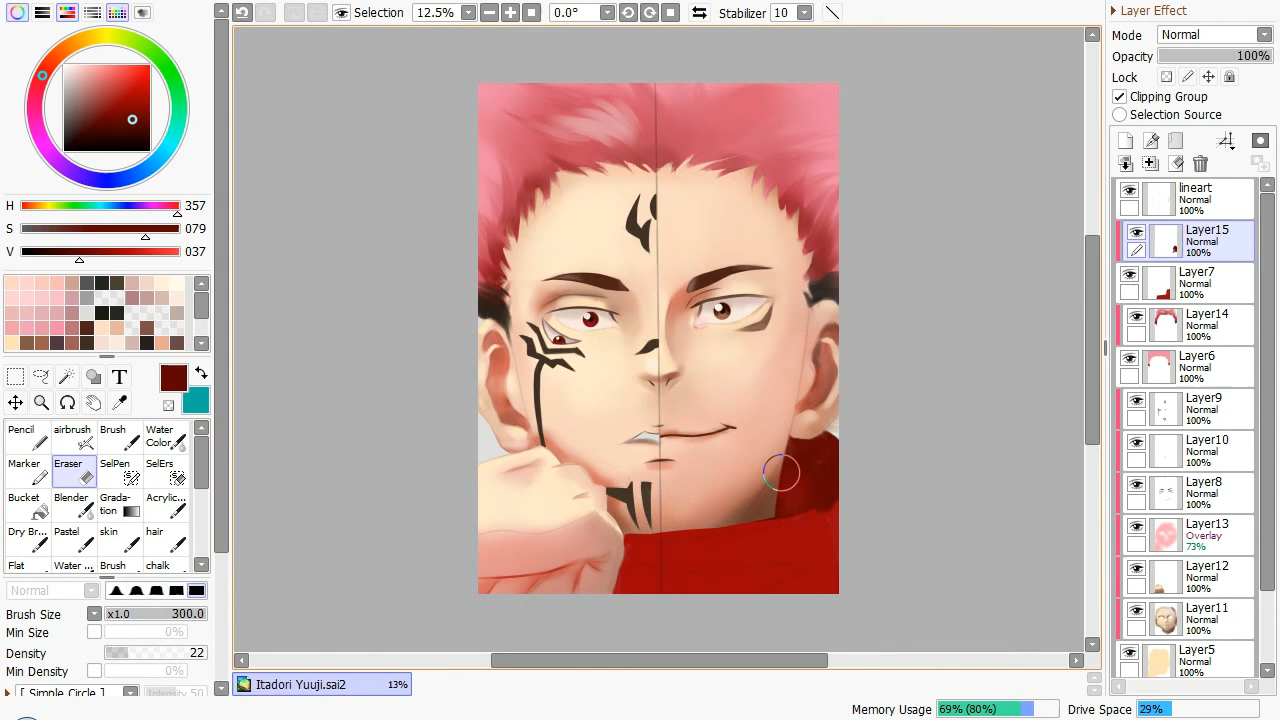 Selection
12.5%
0.0°
Stabilizer 10
H 357
S 079
V 037
T
Pencil
airbrush
Brush
Water Color...
Marker
Eraser
SelPen
SelErs
Bucket
Blender
Grada-tion
Acrylic...
Dry Br...
Pastel
skin
hair
Flat
Water ...
Brush
chalk
Normal
Brush Size x1.0 300.0
Min Size 0%
Density 22
Min Density 0%
[ Simple Circle ] Intensity 50
Itadori Yuuji.sai2 13%
Layer Effect
Mode Normal
Opacity 100%
Lock
Clipping Group
Selection Source
lineart
Normal
100%
Layer15
Normal
100%
Layer7
Normal
100%
Layer14
Normal
100%
Layer6
Normal
100%
Layer9
Normal
100%
Layer10
Normal
100%
Layer8
Normal
100%
Layer13
Overlay
73%
Layer12
Normal
100%
Layer11
Normal
100%
Layer5
Normal
100%
Memory Usage 69% (80%)
Drive Space 29%